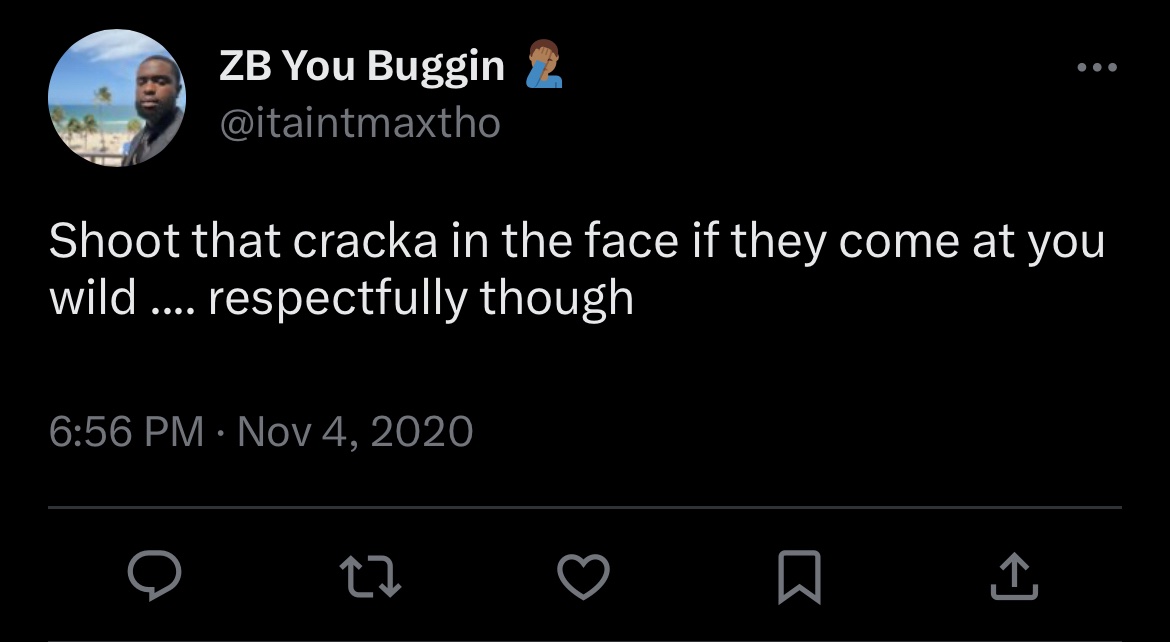 ZB You Buggin 🤦🏾‍♂️
@itaintmaxtho
Shoot that cracka in the face if they come at you
wild .... respectfully though
6:56 PM · Nov 4, 2020